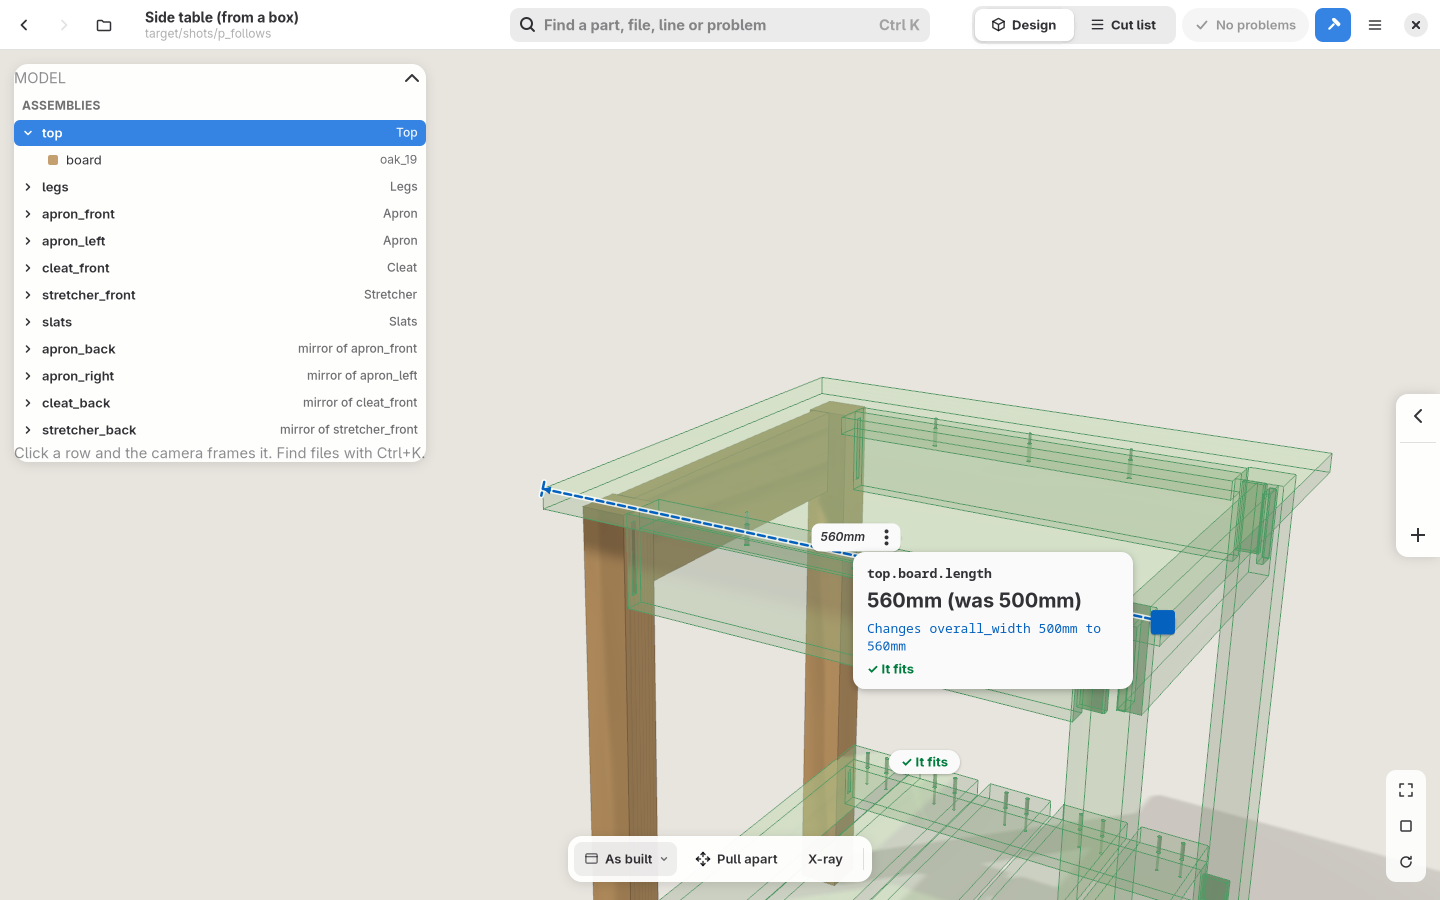 Side table (from a box)
target/shots/p_follows
Find a part, file, line or problem
Ctrl K
Design
Cut list
No problems
MODEL
ASSEMBLIES
top
Top
board
oak_19
legs
Legs
apron_front
Apron
apron_left
Apron
cleat_front
Cleat
stretcher_front
Stretcher
slats
Slats
apron_back
mirror of apron_front
apron_right
mirror of apron_left
cleat_back
mirror of cleat_front
stretcher_back
mirror of stretcher_front
Click a row and the camera frames it. Find files with Ctrl+K.
560mm
top.board.length
560mm (was 500mm)
Changes overall_width 500mm to
560mm
It fits
It fits
As built
Pull apart
X-ray